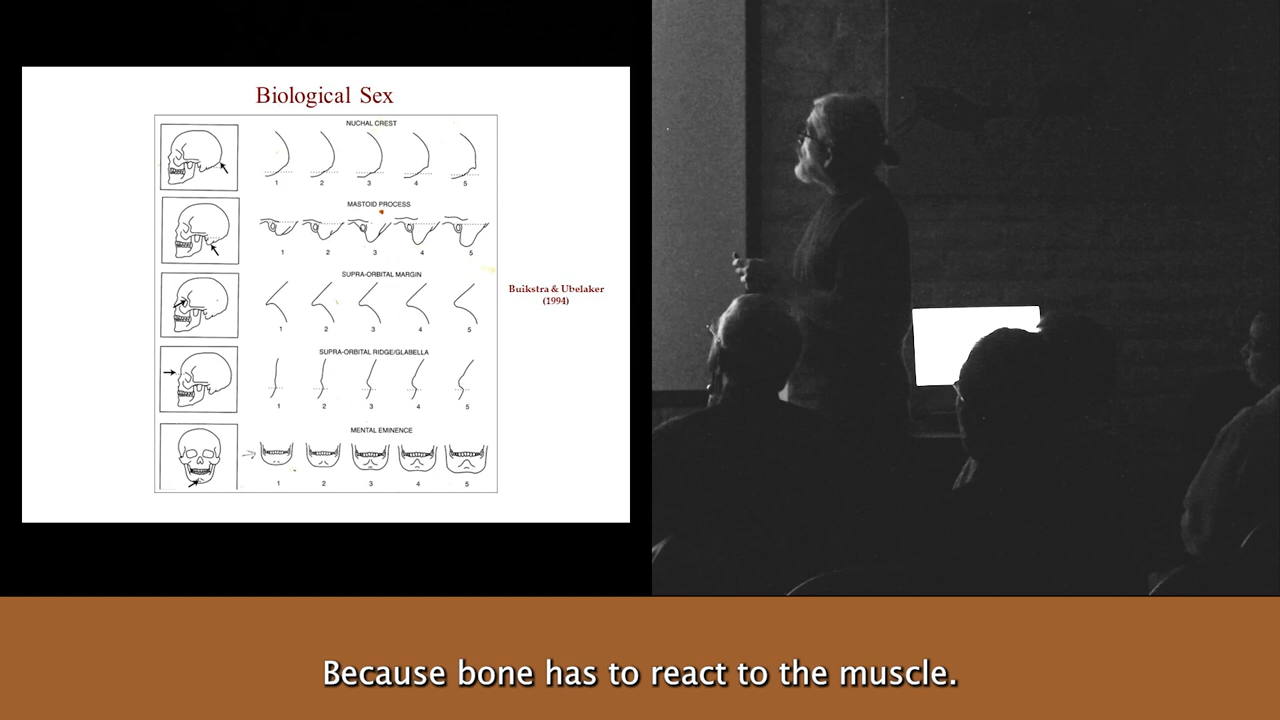 Biological Sex
NUCHAL CREST
1 2 3 4 5
MASTOID PROCESS
1 2 3 4 5
SUPRA-ORBITAL MARGIN
1 2 3 4 5
Buikstra & Ubelaker
(1994)
SUPRA-ORBITAL RIDGE/GLABELLA
1 2 3 4 5
MENTAL EMINENCE
1 2 3 4 5
Because bone has to react to the muscle.